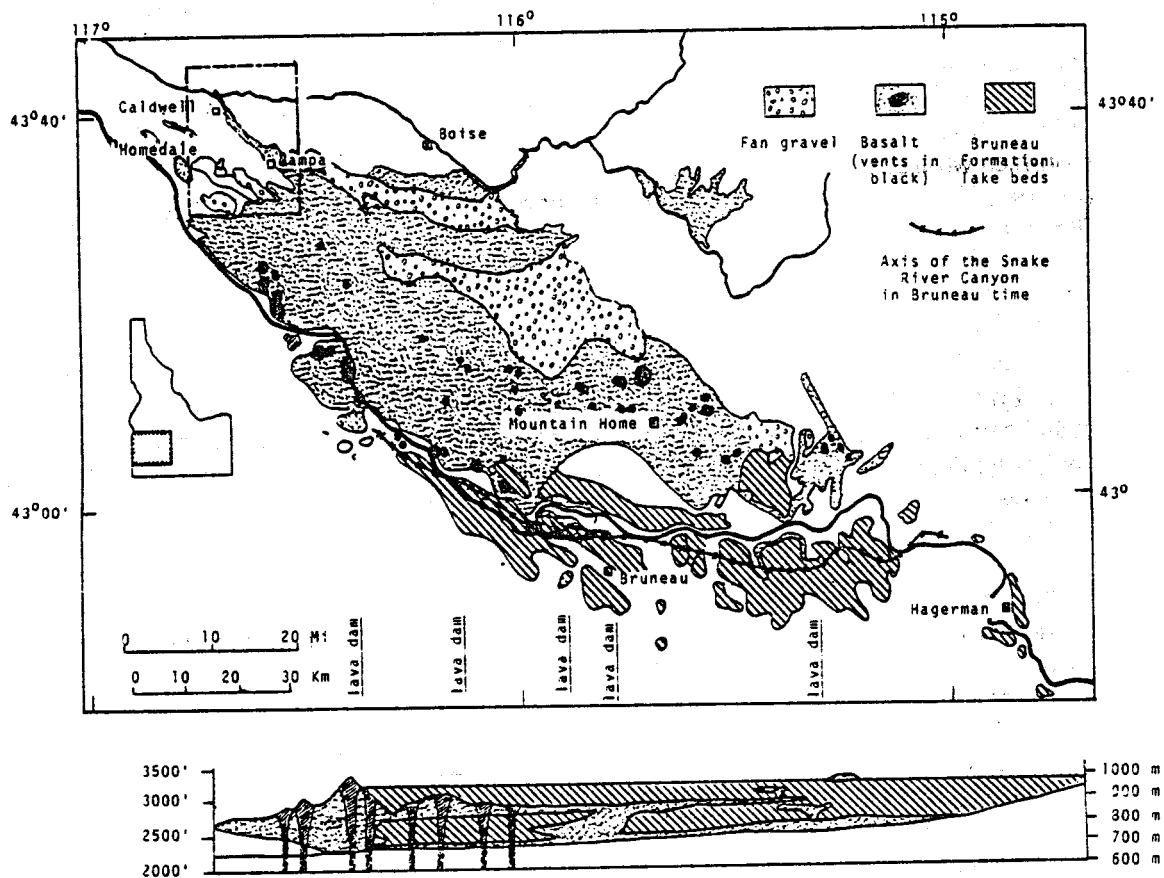 117° 116° 115°
43°40' 43°40'
Caldwell
Homedale
Nampa
Boise
Fan gravel
Basalt
(vents in
black)
Bruneau
Formation
lake beds
Axis of the Snake
River Canyon
in Bruneau time
Mountain Home
43°00' 43°
Bruneau
Hagerman
0 10 20 Mi
0 10 20 30 Km
lava dam
lava dam
lava dam
lava dam
lava dam
3500' 1000 m
3000'
300 m
2500' 700 m
2000' 600 m